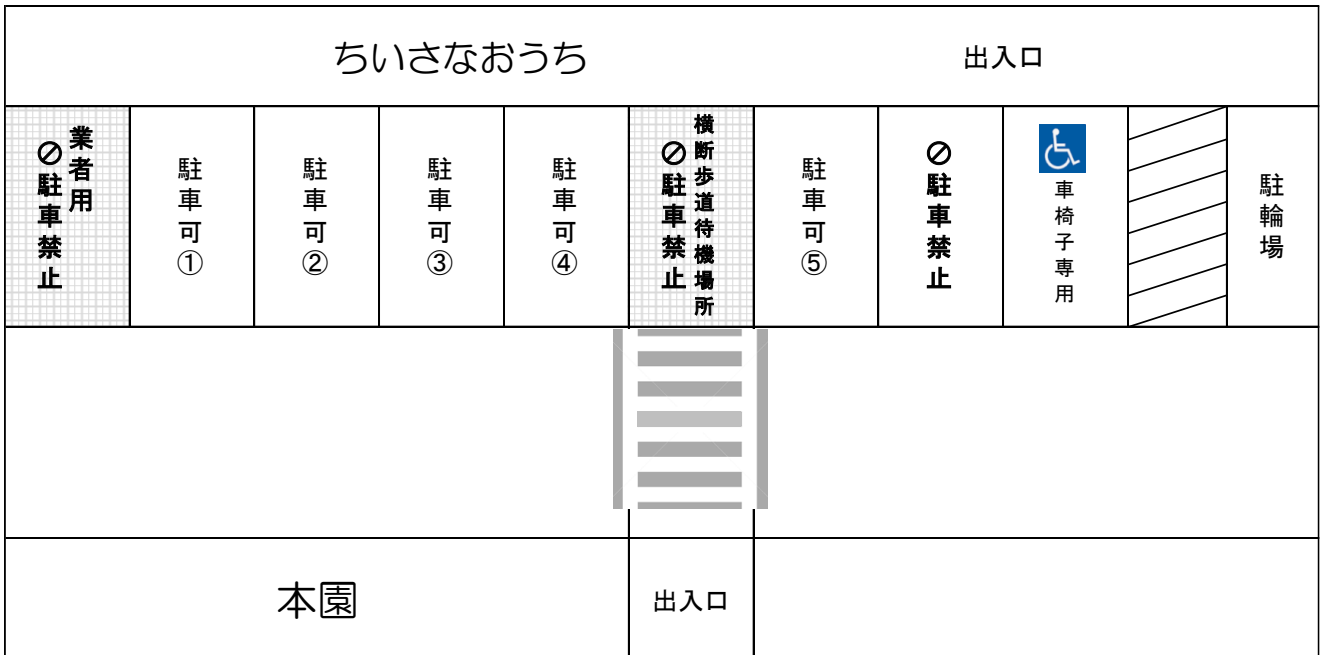 ちいさなおうち
出入口
業者用
⊘駐車禁止
駐車可①
駐車可②
駐車可③
駐車可④
横断歩道待機場所
⊘駐車禁止
駐車可⑤
⊘駐車禁止
車椅子専用
駐輪場
本園
出入口